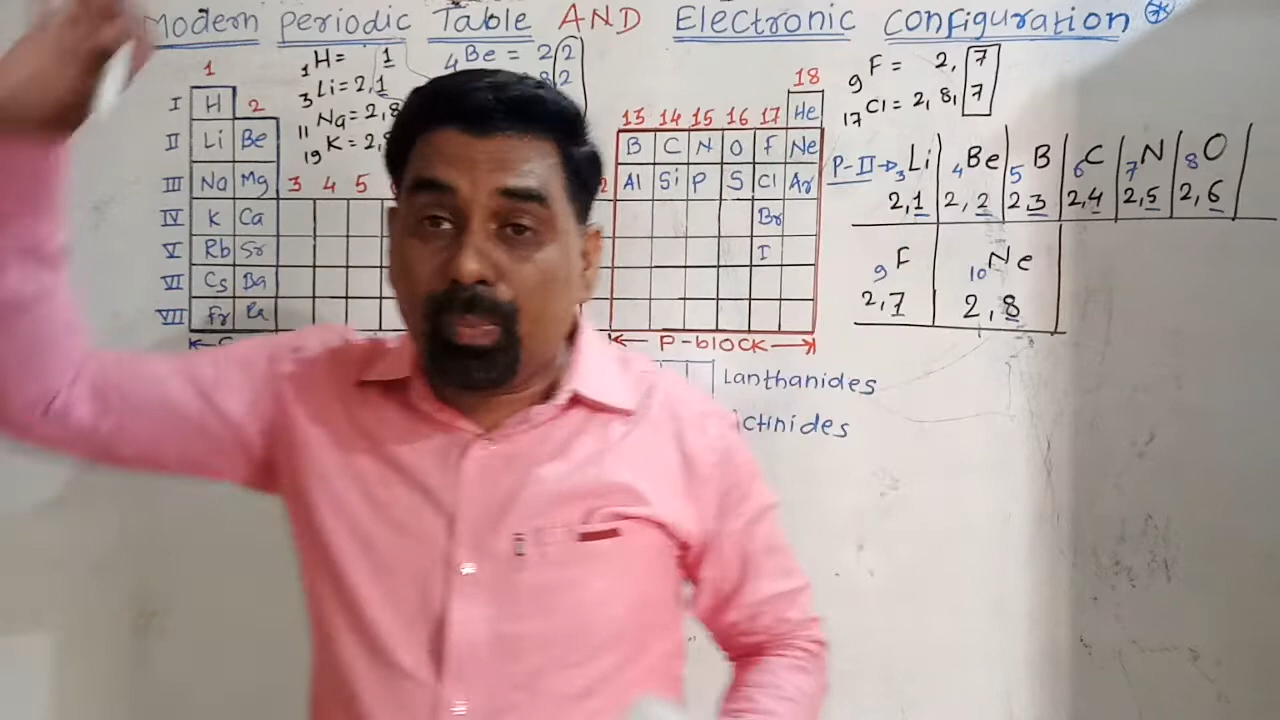 Modern Periodic Table AND Electronic Configuration
1
1H= 1
3Li= 2,1
11Na= 2,8
19K= 2,8
4Be = 2 2
8 2
9F= 2, 7
17Cl= 2, 8, 7
18
I H 2 13 14 15 16 17 He
II Li Be B C N O F Ne
III Na Mg 3 4 5 Al Si P S Cl Ar
IV K Ca Br
V Rb Sr I
VI Cs Ba
VII Fr Ra
P-block
Lanthanides
P-II→ 3Li 4Be 5B 6C 7N 8O
2,1 2,2 2 3 2,4 2,5 2,6
9F 10Ne
2,7 2,8